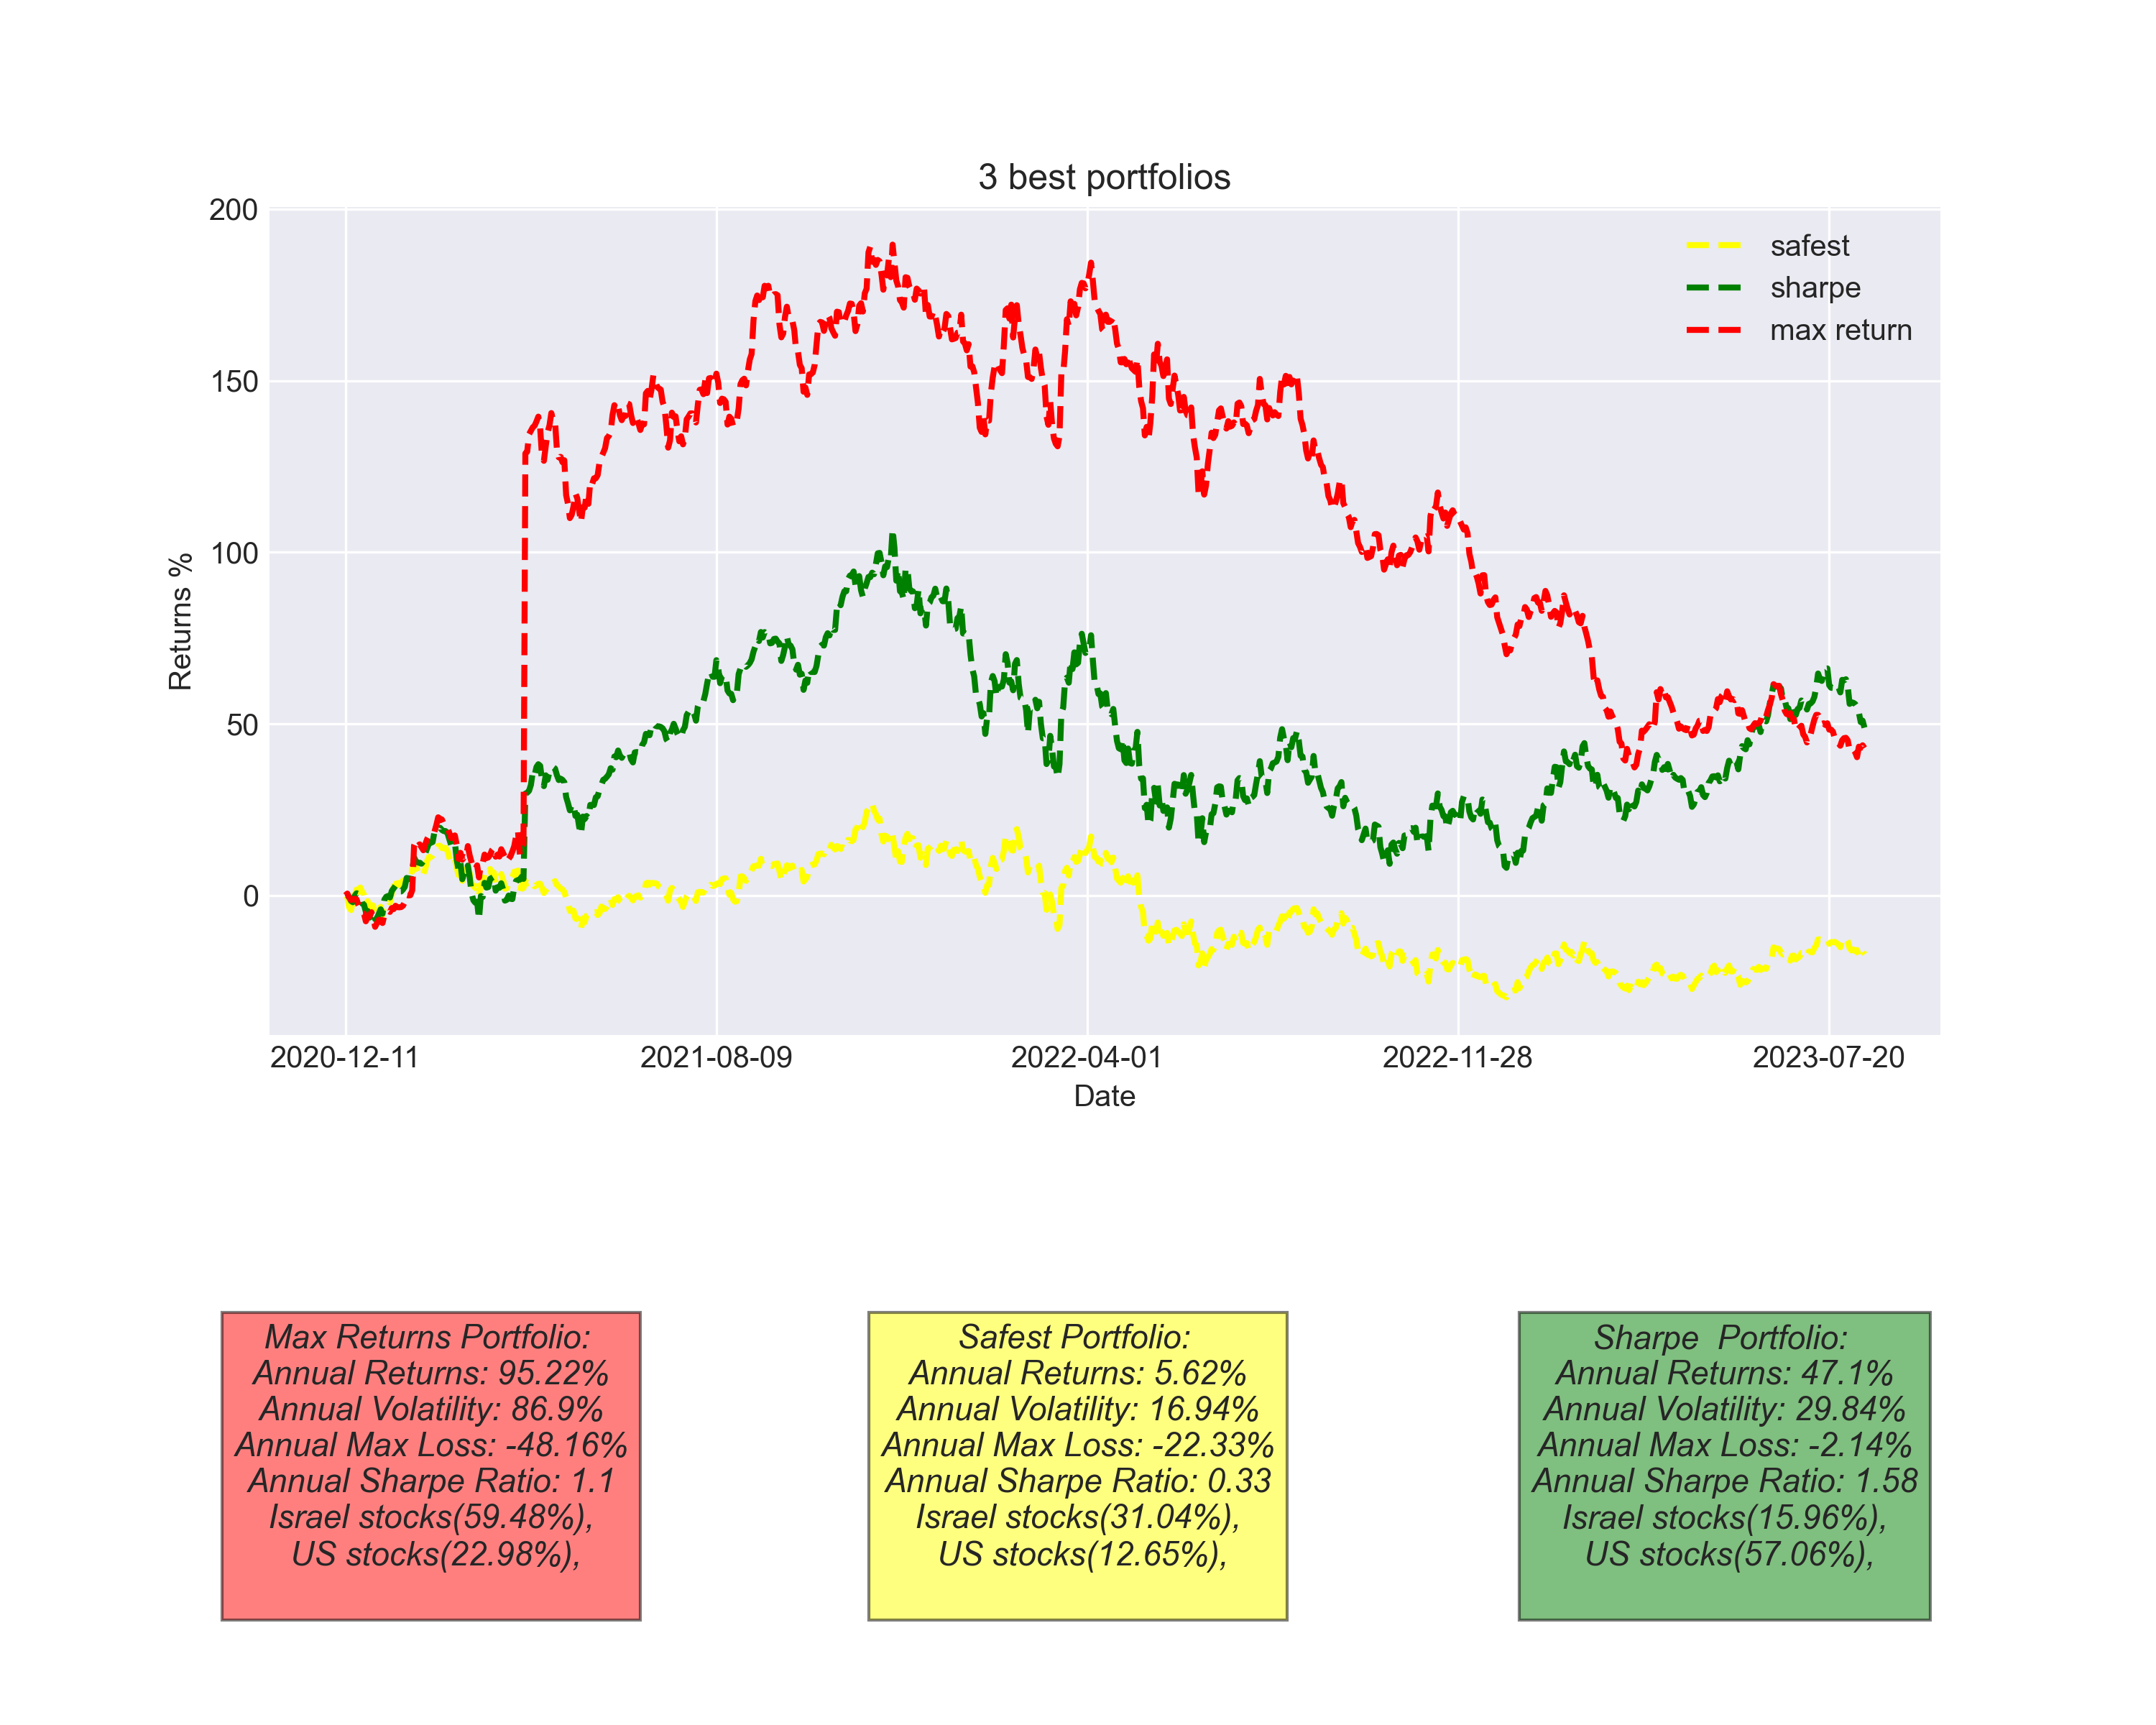 3 best portfolios
200
150
100
50
0
Returns %
safest
sharpe
max return
2020-12-11
2021-08-09
2022-04-01
2022-11-28
2023-07-20
Date
Max Returns Portfolio:
Annual Returns: 95.22%
Annual Volatility: 86.9%
Annual Max Loss: -48.16%
Annual Sharpe Ratio: 1.1
Israel stocks(59.48%),
US stocks(22.98%),
Safest Portfolio:
Annual Returns: 5.62%
Annual Volatility: 16.94%
Annual Max Loss: -22.33%
Annual Sharpe Ratio: 0.33
Israel stocks(31.04%),
US stocks(12.65%),
Sharpe  Portfolio:
Annual Returns: 47.1%
Annual Volatility: 29.84%
Annual Max Loss: -2.14%
Annual Sharpe Ratio: 1.58
Israel stocks(15.96%),
US stocks(57.06%),